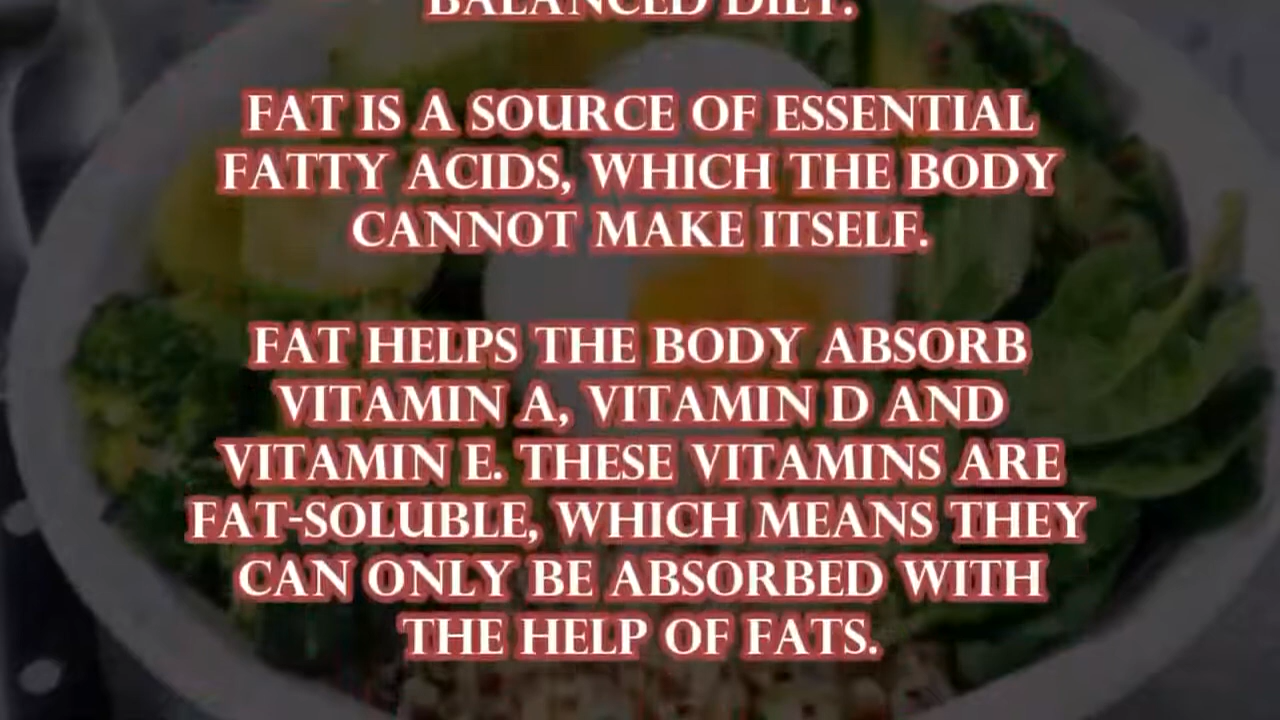 BALANCED DIET.
FAT IS A SOURCE OF ESSENTIAL
FATTY ACIDS, WHICH THE BODY
CANNOT MAKE ITSELF.
FAT HELPS THE BODY ABSORB
VITAMIN A, VITAMIN D AND
VITAMIN E. THESE VITAMINS ARE
FAT-SOLUBLE, WHICH MEANS THEY
CAN ONLY BE ABSORBED WITH
THE HELP OF FATS.